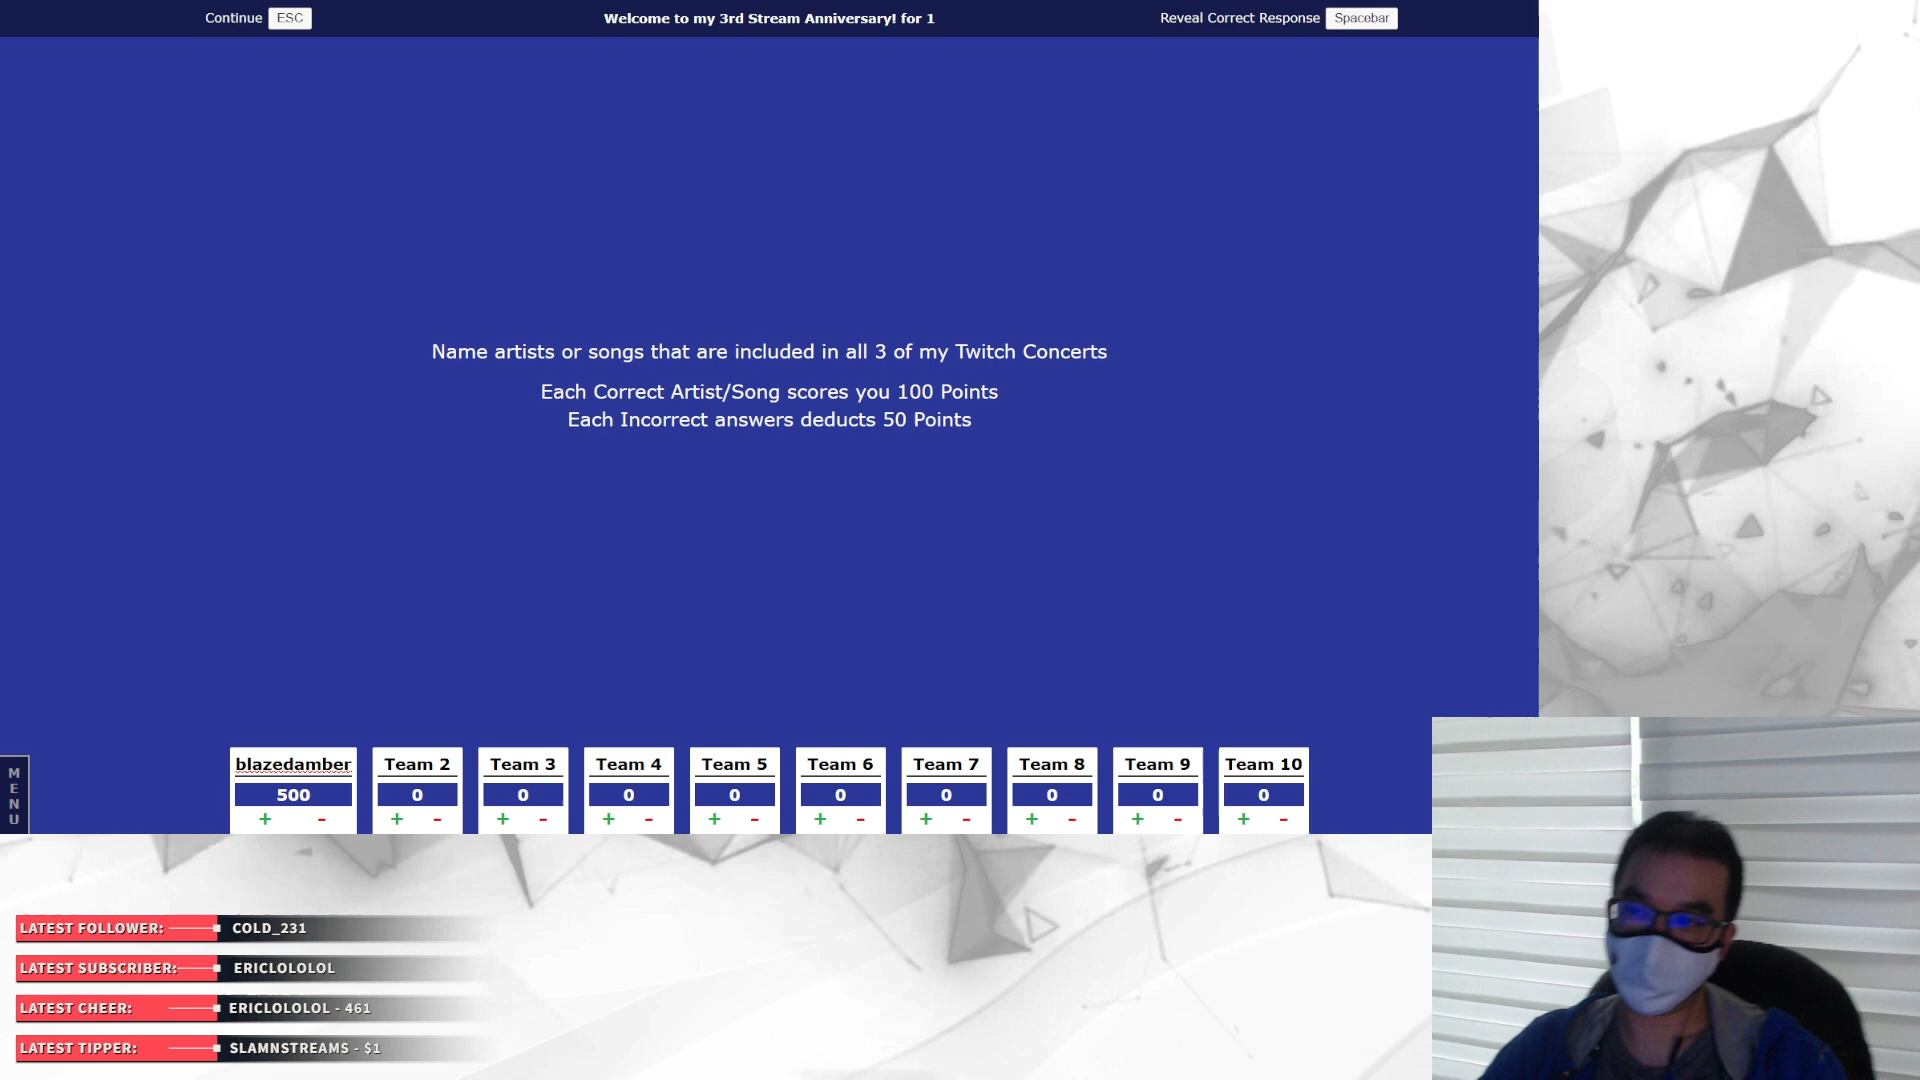 Continue ESC
Welcome to my 3rd Stream Anniversary! for 1
Reveal Correct Response Spacebar
Name artists or songs that are included in all 3 of my Twitch Concerts
Each Correct Artist/Song scores you 100 Points
Each Incorrect answers deducts 50 Points
MENU
blazedamber Team 2 Team 3 Team 4 Team 5 Team 6 Team 7 Team 8 Team 9 Team 10
500 0 0 0 0 0 0 0 0 0
+ - + - + - + - + - + - + - + - + - + -
LATEST FOLLOWER: COLD_231
LATEST SUBSCRIBER: ERICLOLOLOL
LATEST CHEER: ERICLOLOLOL - 461
LATEST TIPPER: SLAMNSTREAMS - $1